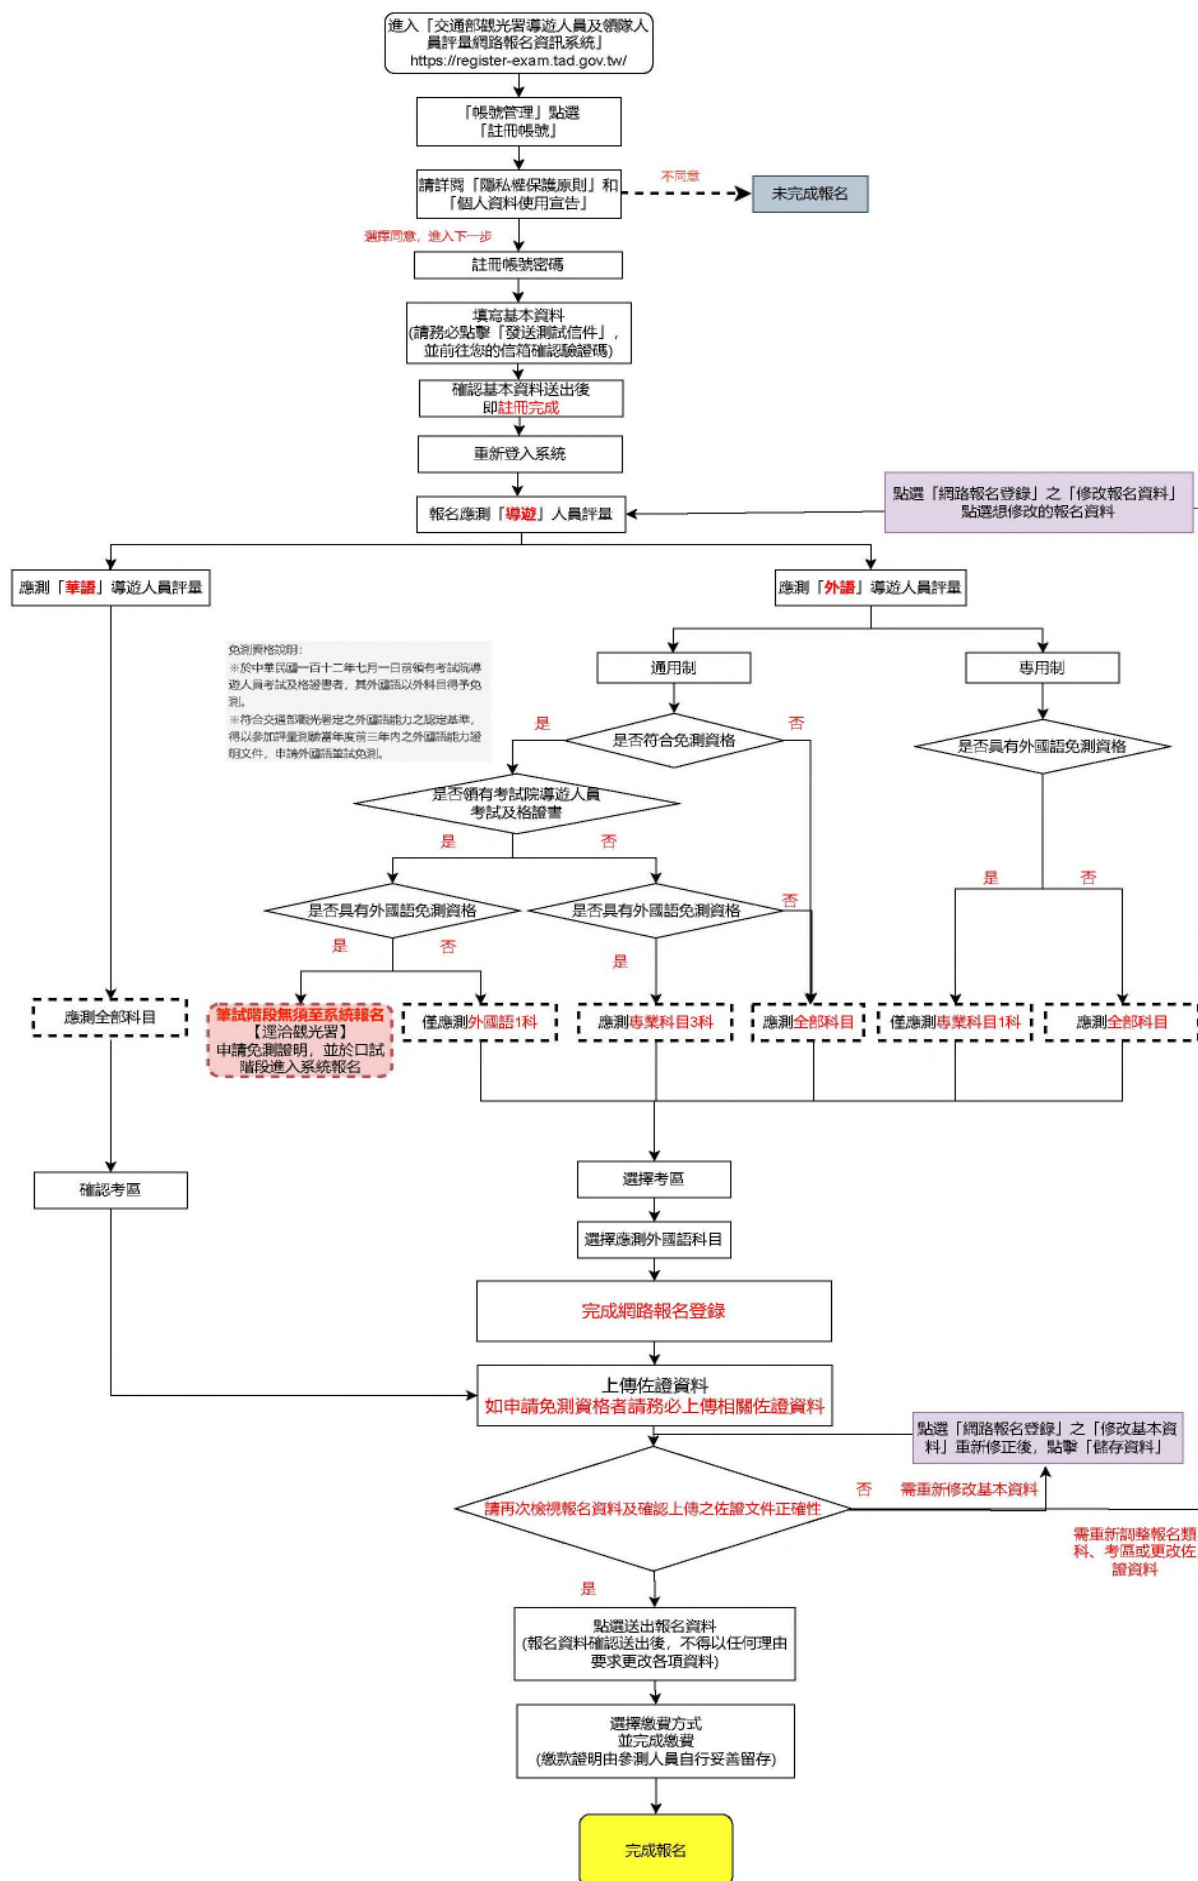 進入「交通部觀光署導遊人員及領隊人
員評量網路報名資訊系統」
https://register-exam.tad.gov.tw/
「帳號管理」點選
「註冊帳號」
請詳閱「隱私權保護原則」和
「個人資料使用宣告」
不同意
未完成報名
選擇同意，進入下一步
註冊帳號密碼
填寫基本資料
(請務必點擊「發送測試信件」，
並前往您的信箱確認驗證碼)
確認基本資料送出後
即註冊完成
重新登入系統
報名應測「導遊」人員評量
點選「網路報名登錄」之「修改報名資料」
點選想修改的報名資料
應測「華語」導遊人員評量
應測「外語」導遊人員評量
免測資格說明：
※於中華民國一百十二年七月一日前領有考試院導
遊人員考試及格證書者，其外國語以外科目得予免
測。
※符合交通部觀光署定之外國語能力之認定基準，
得以參加評量測驗當年度前三年內之外國語能力證
明文件，申請外國語筆試免測。
通用制
專用制
是
否
是否符合免測資格
是否具有外國語免測資格
是否領有考試院導遊人員
考試及格證書
是
否
是
否
是否具有外國語免測資格
是否具有外國語免測資格
否
是
否
是
應測全部科目
筆試階段無須至系統報名
【逕洽觀光署】
申請免測證明，並於口試
階段進入系統報名
僅應測外國語1科
應測專業科目3科
應測全部科目
僅應測專業科目1科
應測全部科目
確認考區
選擇考區
選擇應測外國語科目
完成網路報名登錄
上傳佐證資料
如申請免測資格者請務必上傳相關佐證資料
點選「網路報名登錄」之「修改基本資
料」重新修正後，點擊「儲存資料」
否
需重新修改基本資料
請再次檢視報名資料及確認上傳之佐證文件正確性
需重新調整報名類
科、考區或更改佐
證資料
是
點選送出報名資料
(報名資料確認送出後，不得以任何理由
要求更改各項資料)
選擇繳費方式
並完成繳費
(繳款證明由參測人員自行妥善留存)
完成報名